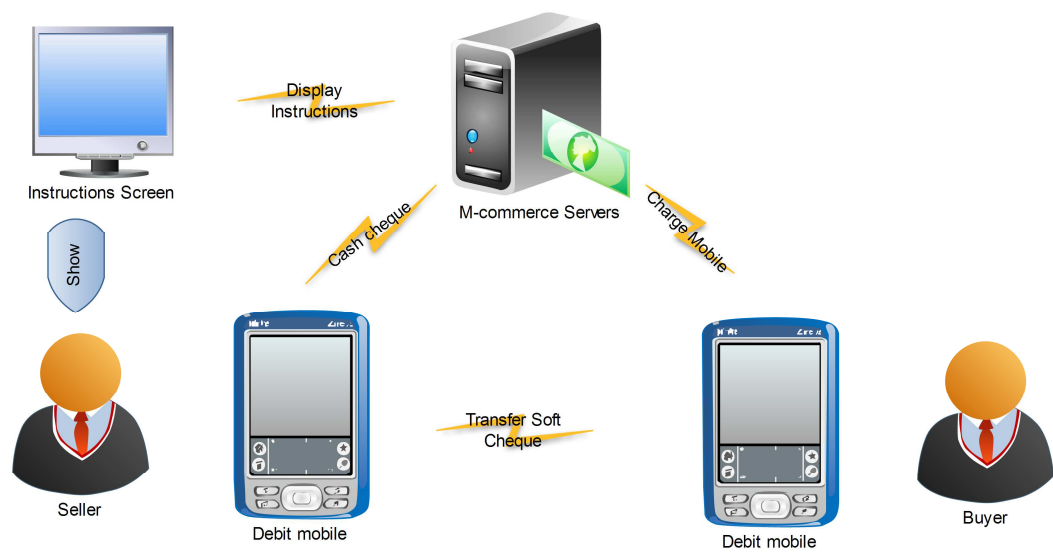 Display
Instructions
Instructions Screen
M-commerce Servers
Cash cheque
Charge Mobile
Show
Transfer Soft
Cheque
Seller
Debit mobile
Debit mobile
Buyer